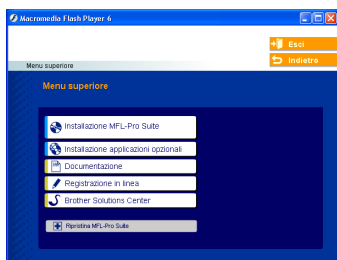 Macromedia Flash Player 6
Esci
Indietro
Menu superiore
Menu superiore
Installazione MFL-Pro Suite
Installazione applicazioni opzionali
Documentazione
Registrazione in linea
Brother Solutions Center
Ripristina MFL-Pro Suite